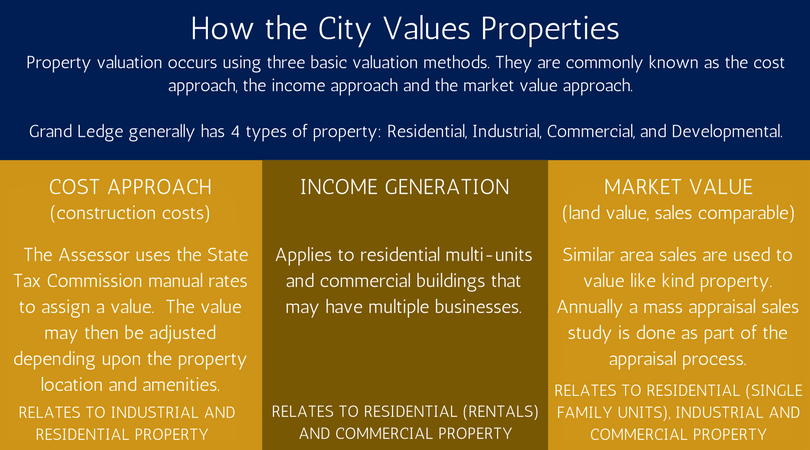 How the City Values Properties
Property valuation occurs using three basic valuation methods. They are commonly known as the cost
approach, the income approach and the market value approach.
Grand Ledge generally has 4 types of property: Residential, Industrial, Commercial, and Developmental.
COST APPROACH
(construction costs)
The Assessor uses the State
Tax Commission manual rates
to assign a value. The value
may then be adjusted
depending upon the property
location and amenities.
RELATES TO INDUSTRIAL AND
RESIDENTIAL PROPERTY
INCOME GENERATION
Applies to residential multi-units
and commercial buildings that
may have multiple businesses.
RELATES TO RESIDENTIAL (RENTALS)
AND COMMERCIAL PROPERTY
MARKET VALUE
(land value, sales comparable)
Similar area sales are used to
value like kind property.
Annually a mass appraisal sales
study is done as part of the
appraisal process.
RELATES TO RESIDENTIAL (SINGLE
FAMILY UNITS), INDUSTRIAL AND
COMMERCIAL PROPERTY